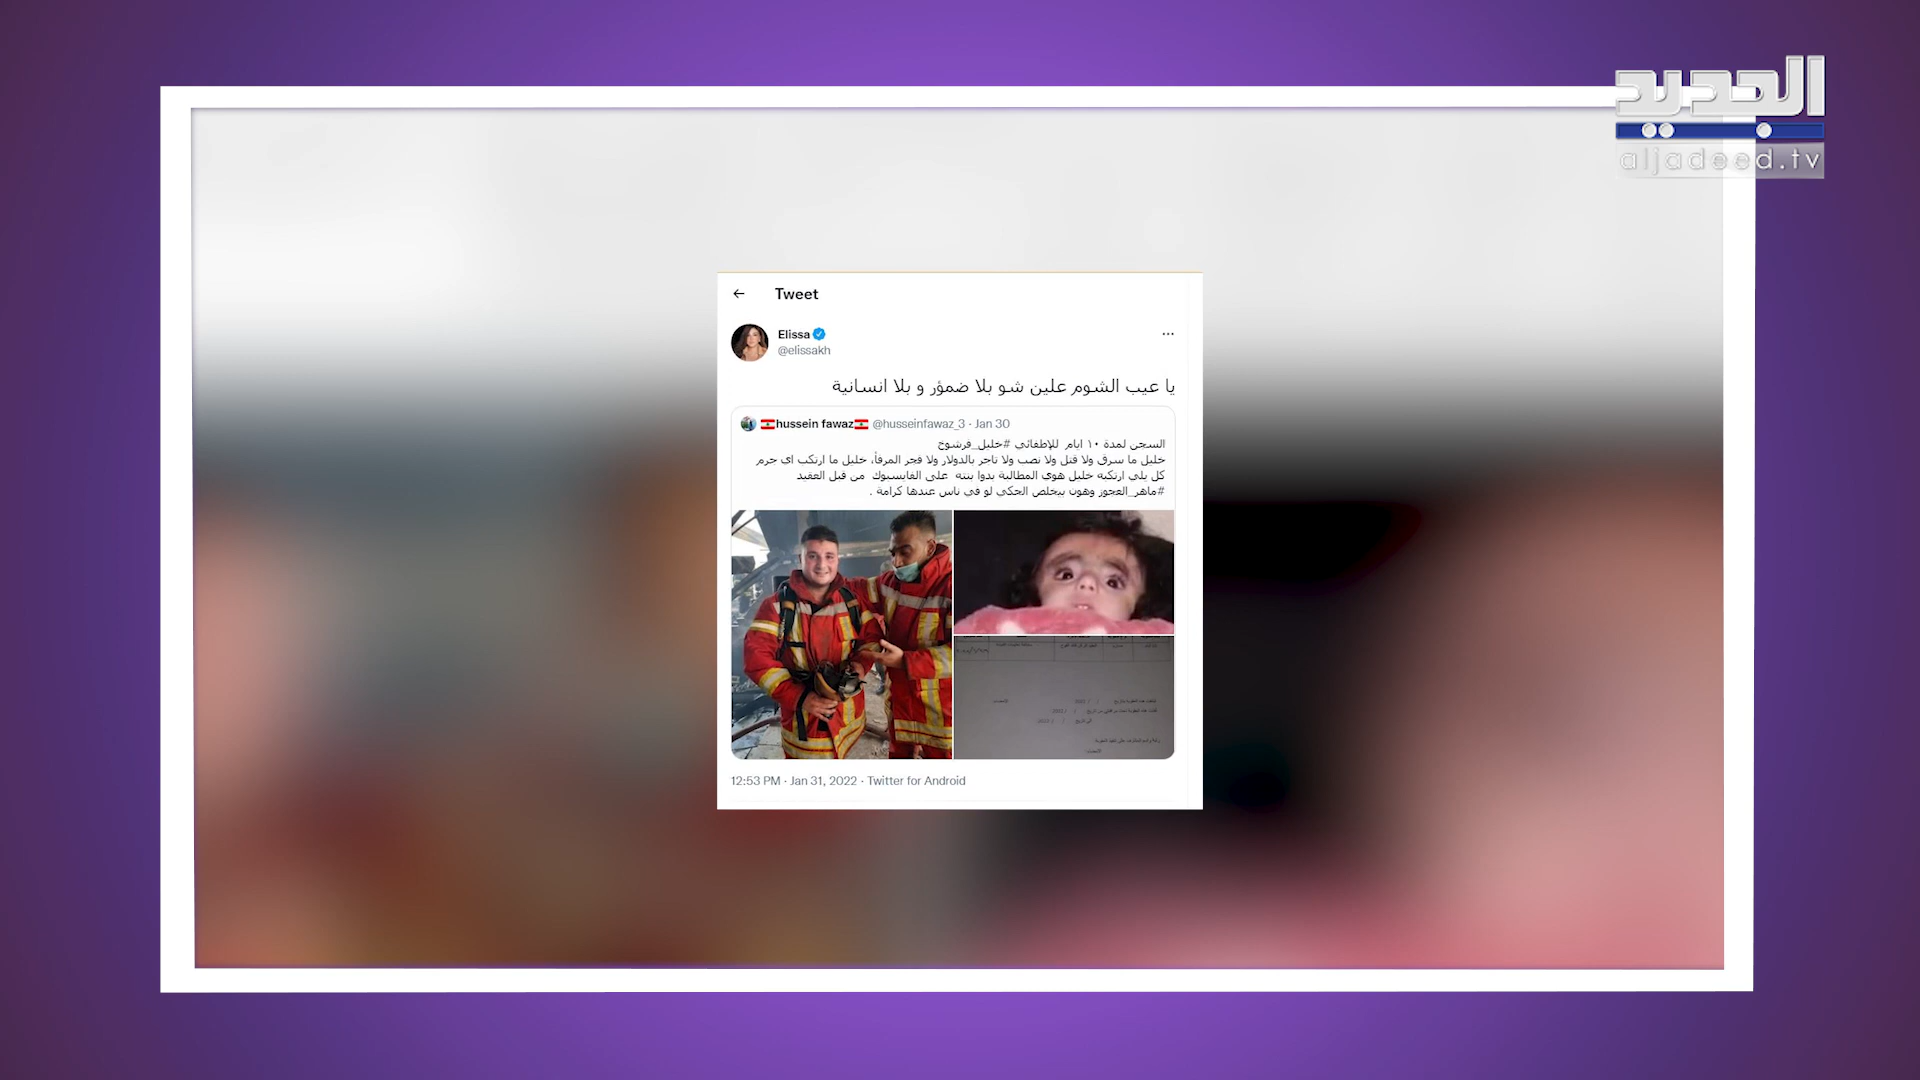 الجديد
aljadeed.tv
Tweet
Elissa
@elissakh
يا عيب الشوم علين شو بلا ضمؤر و بلا انسانية
hussein fawaz @husseinfawaz_3 · Jan 30
السجن لمدة ١٠ ايام للإطفائي #خليل_فرشوخ
خليل ما سرق ولا قتل ولا نصب ولا تاجر بالدولار ولا فجر المرفأ، خليل ما ارتكب اي جرم
كل يلي ارتكبه خليل هوي المطالبة بدوا بنته على الفايسبوك من قبل العقيد
#ماهر_العجوز وهون بيخلص الحكي لو في ناس عندها كرامة .
12:53 PM · Jan 31, 2022 · Twitter for Android